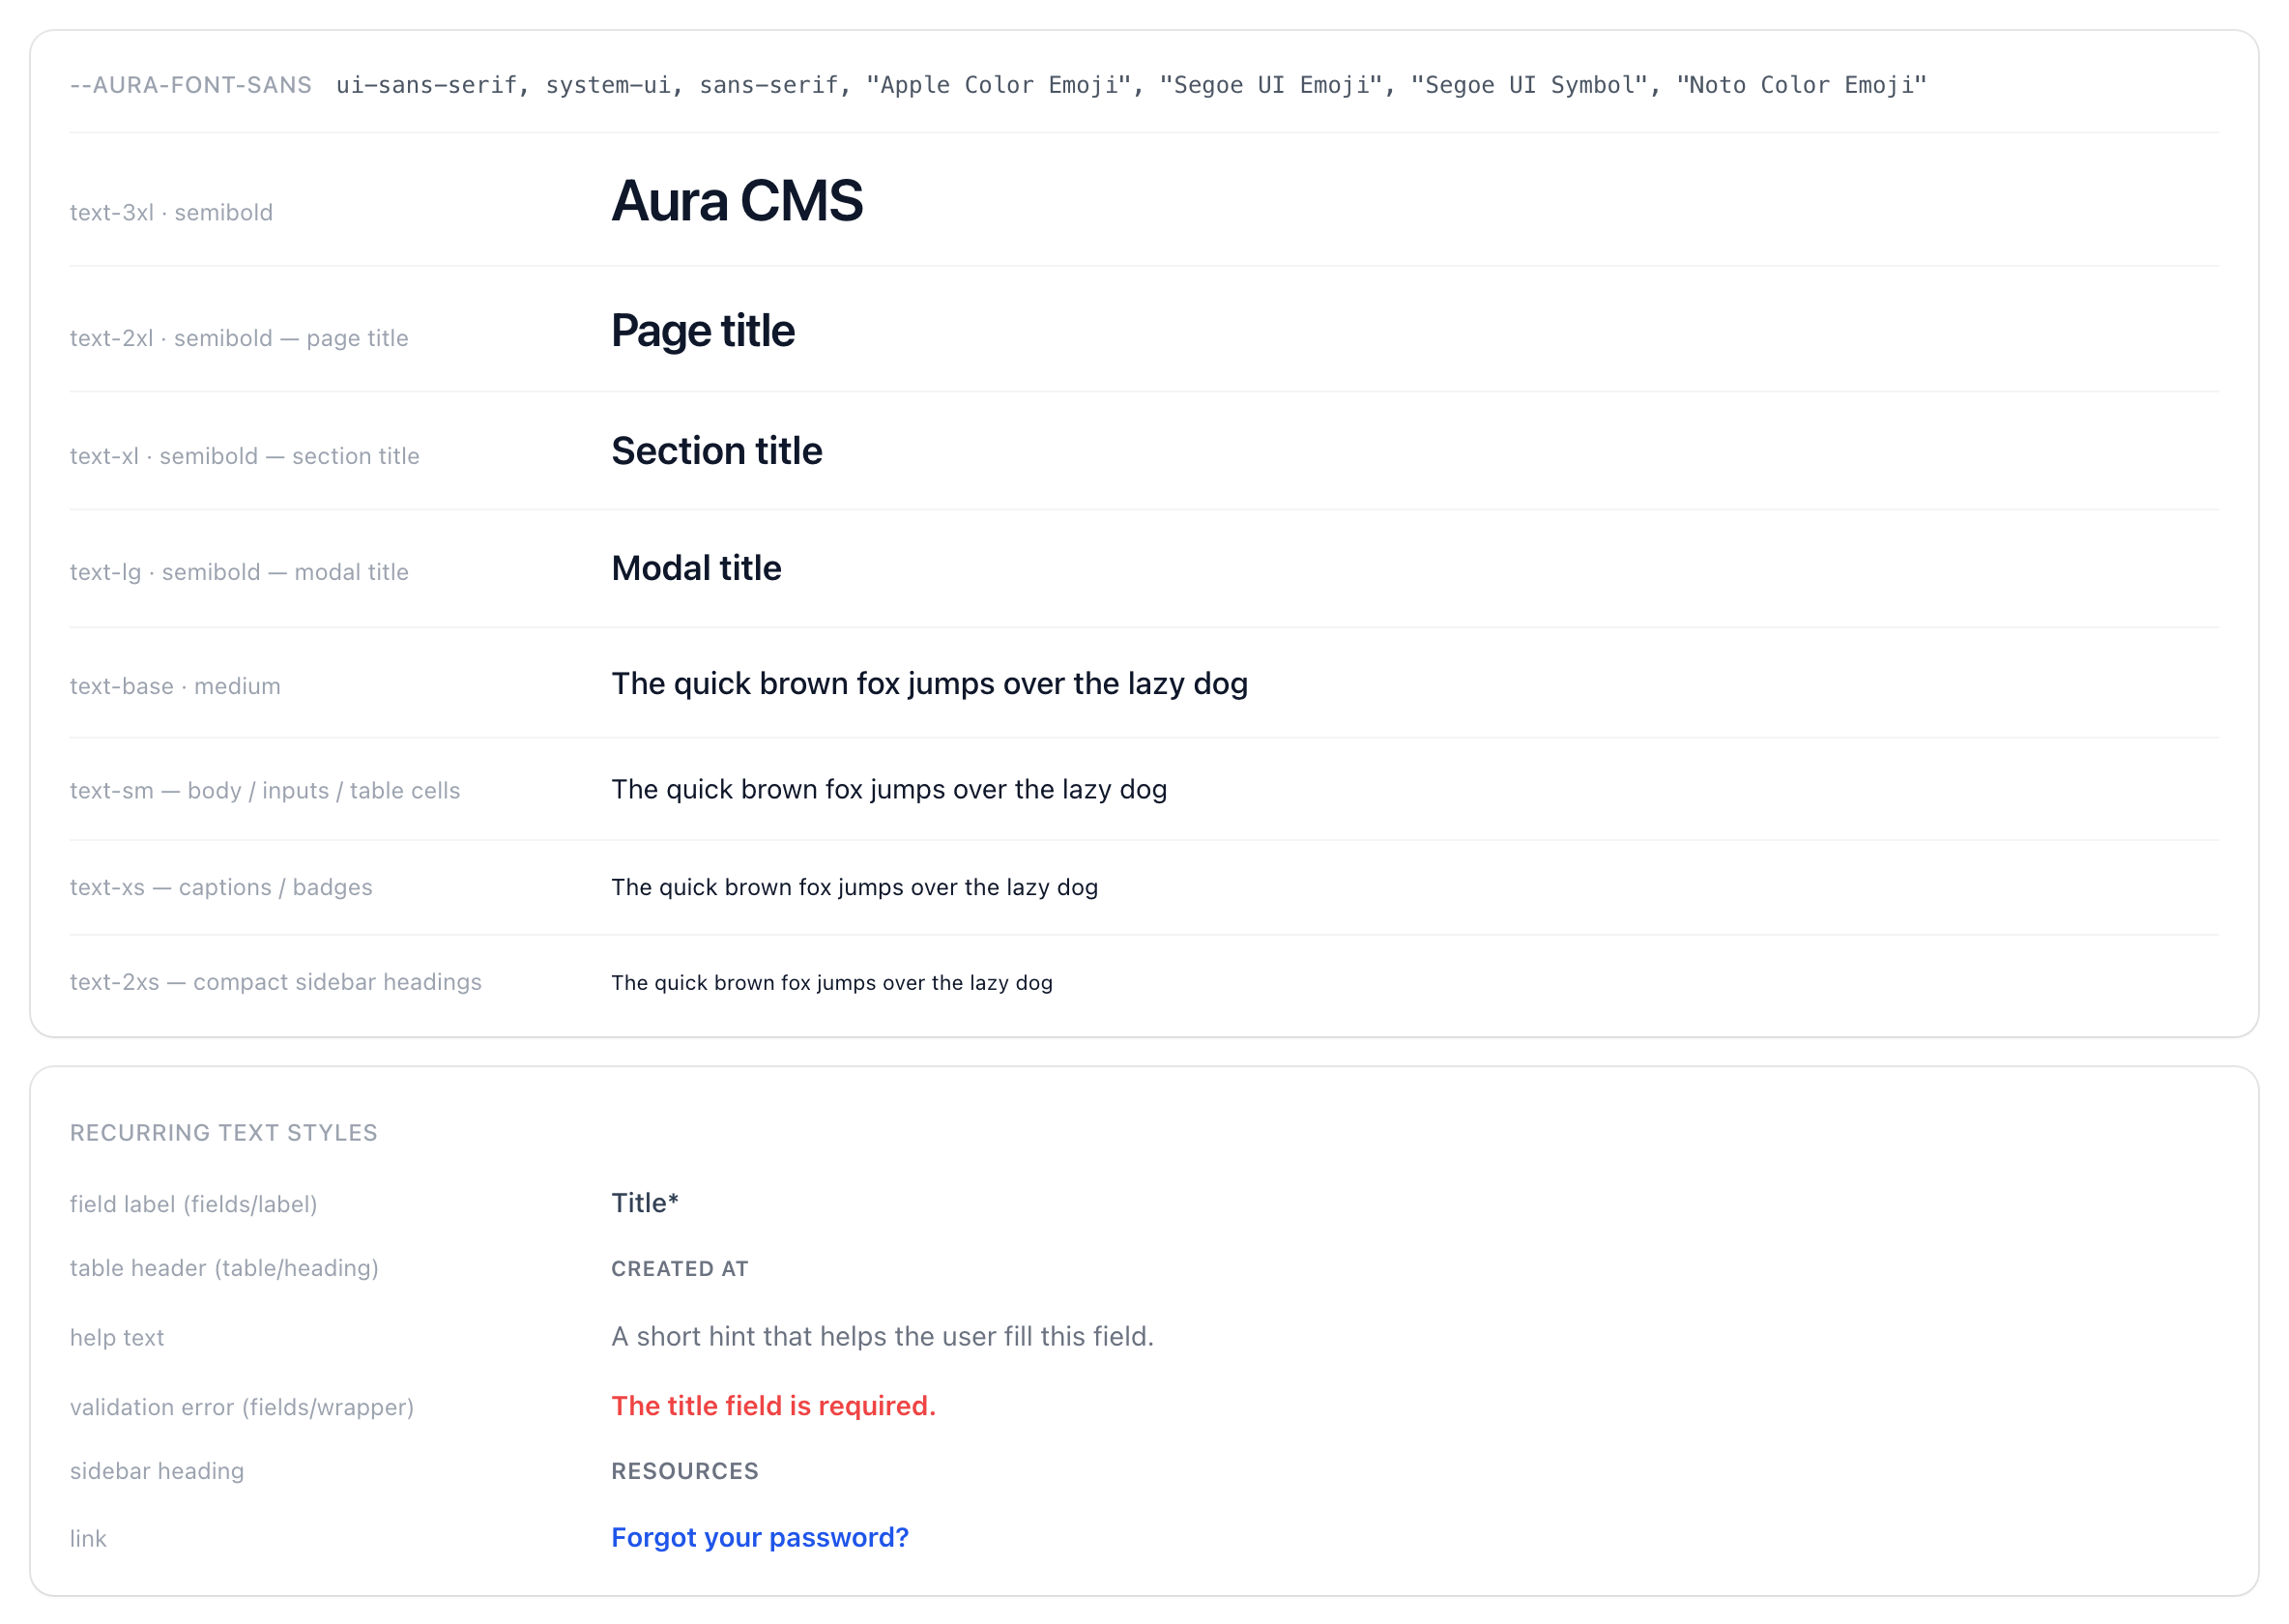 --AURA-FONT-SANS ui-sans-serif, system-ui, sans-serif, "Apple Color Emoji", "Segoe UI Emoji", "Segoe UI Symbol", "Noto Color Emoji"
text-3xl · semibold Aura CMS
text-2xl · semibold — page title Page title
text-xl · semibold — section title Section title
text-lg · semibold — modal title Modal title
text-base · medium The quick brown fox jumps over the lazy dog
text-sm — body / inputs / table cells The quick brown fox jumps over the lazy dog
text-xs — captions / badges The quick brown fox jumps over the lazy dog
text-2xs — compact sidebar headings The quick brown fox jumps over the lazy dog
RECURRING TEXT STYLES
field label (fields/label) Title*
table header (table/heading) CREATED AT
help text A short hint that helps the user fill this field.
validation error (fields/wrapper) The title field is required.
sidebar heading RESOURCES
link Forgot your password?